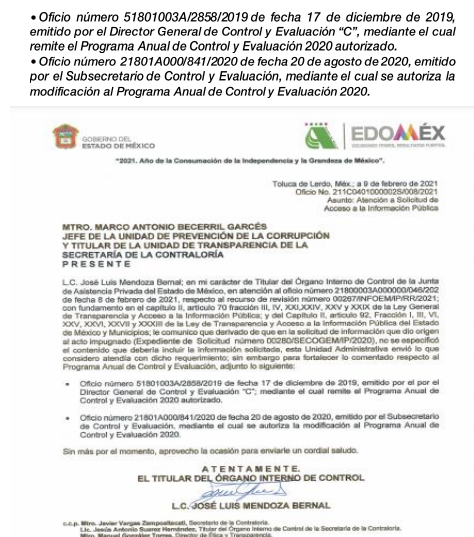 • Oficio número 51801003A/2858/2019 de fecha 17 de diciembre de 2019,
emitido por el Director General de Control y Evaluación “C”, mediante el cual
remite el Programa Anual de Control y Evaluación 2020 autorizado.
• Oficio número 21801A000/841/2020 de fecha 20 de agosto de 2020, emitido
por el Subsecretario de Control y Evaluación, mediante el cual se autoriza la
modificación al Programa Anual de Control y Evaluación 2020.
GOBIERNO DEL
ESTADO DE MÉXICO
EDOMÉX
DECISIONES FIRMES, RESULTADOS FUERTES.
“2021. Año de la Consumación de la Independencia y la Grandeza de México”.
Toluca de Lerdo, Méx.; a 9 de febrero de 2021
Oficio No. 211C0401000002S/008/2021
Asunto: Atención a Solicitud de
Acceso a la Información Pública
MTRO. MARCO ANTONIO BECERRIL GARCÉS
JEFE DE LA UNIDAD DE PREVENCIÓN DE LA CORRUPCIÓN
Y TITULAR DE LA UNIDAD DE TRANSPARENCIA DE LA
SECRETARÍA DE LA CONTRALORÍA
P R E S E N T E
L.C. José Luis Mendoza Bernal; en mi carácter de Titular del Órgano Interno de Control de la Junta
de Asistencia Privada del Estado de México, en atención al oficio número 21800003A000000/046/202
de fecha 8 de febrero de 2021, respecto al recurso de revisión número 00267/INFOEM/IP/RR/2021;
con fundamento en el capítulo II, artículo 70 fracción III, IV, XXI,XXIV, XXV y XXIX de la Ley General
de Transparencia y Acceso a la Información Pública; y del Capítulo II, artículo 92, Fracción I, III, VI,
XXV, XXVI, XXVII y XXXIII de la Ley de Transparencia y Acceso a la Información Pública del Estado
de México y Municipios; le comunico que derivado de que en la solicitud de información que dio origen
al acto impugnado (Expediente de Solicitud número 00280/SECOGEM/IP/2020), no se especificó
el contenido que debería incluir la información solicitada, esta Unidad Administrativa envió lo que
considero atendía con dicho requerimiento; sin embargo para fortalecer lo comentado respecto al
Programa Anual de Control y Evaluación, adjunto lo siguiente:
• Oficio número 51801003A/2858/2019 de fecha 17 de diciembre de 2019, emitido por el por el
Director General de Control y Evaluación “C”; mediante el cual remite el Programa Anual de
Control y Evaluación 2020 autorizado.
• Oficio número 21801A000/841/2020 de fecha 20 de agosto de 2020, emitido por el Subsecretario
de Control y Evaluación, mediante el cual se autoriza la modificación al Programa Anual de Control
y Evaluación 2020.
Sin más por el momento, aprovecho la ocasión para enviarle un cordial saludo.
A T E N T A M E N T E.
EL TITULAR DEL ÓRGANO INTERNO DE CONTROL
L.C. JOSÉ LUIS MENDOZA BERNAL
c.c.p. Mtro. Javier Vargas Zempoaltecatl, Secretario de la Contraloría.
Lic. Jesús Antonio Suarez Hernández, Titular del Órgano Interno de Control de la Secretaría de la Contraloría.
Mtro. Manuel González Torres, Director de Ética y Transparencia.